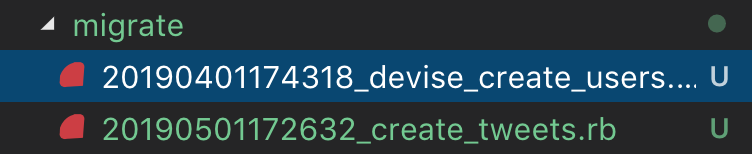 migrate
20190401174318_devise_create_users.... U
20190501172632_create_tweets.rb U